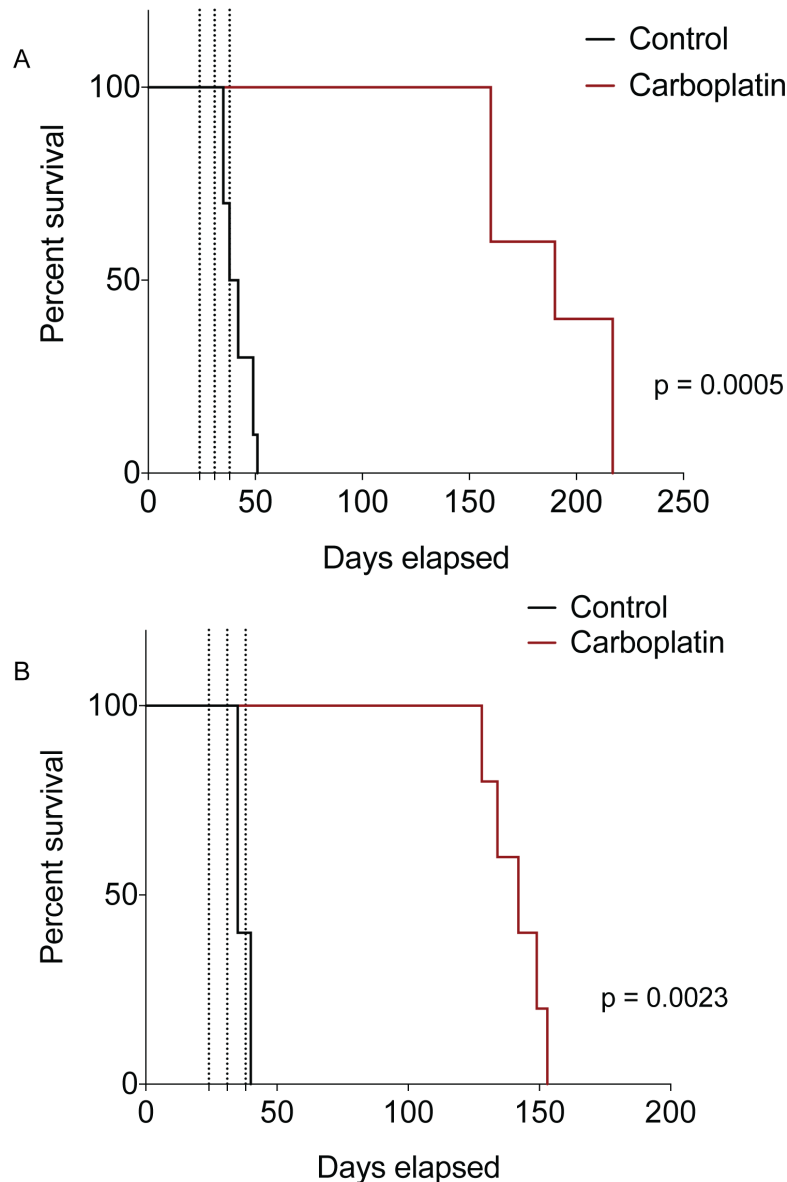 A
Control
Carboplatin
100
50
0
Percent survival
p = 0.0005
0 50 100 150 200 250
Days elapsed
Control
Carboplatin
B
100
50
0
Percent survival
p = 0.0023
0 50 100 150 200
Days elapsed